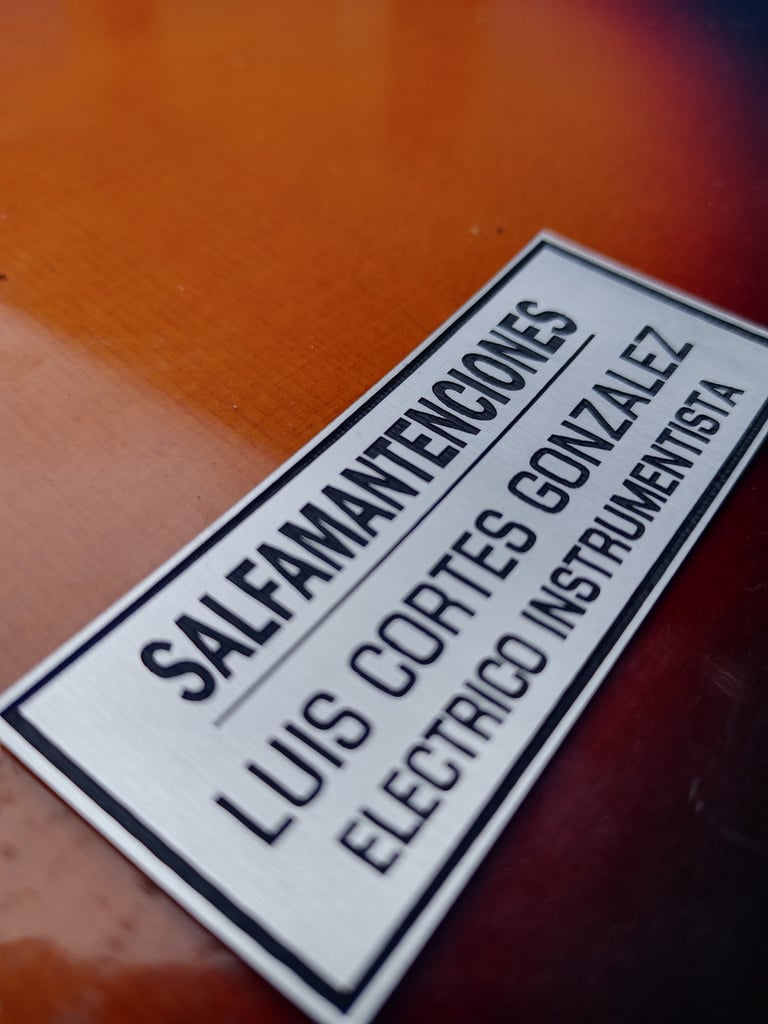 SALFAMANTENCIONES
LUIS CORTES GONZALEZ
ELECTRICO INSTRUMENTISTA